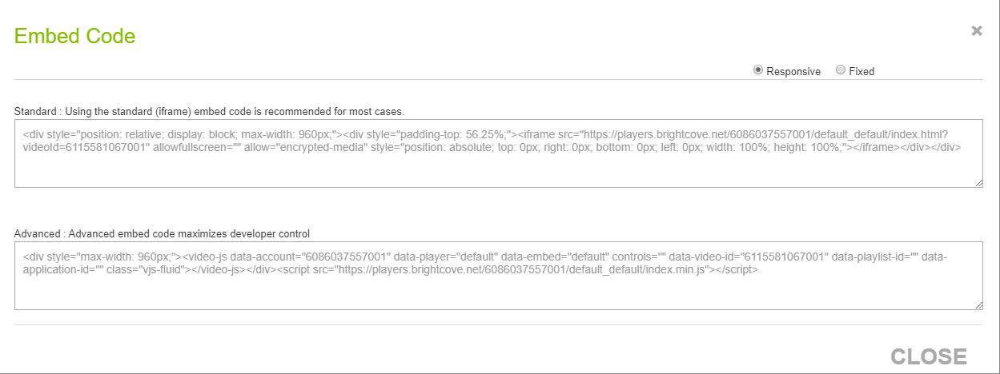 Embed Code
×
Responsive Fixed
Standard : Using the standard (iframe) embed code is recommended for most cases.
<div style="position: relative; display: block; max-width: 960px;"><div style="padding-top: 56.25%;"><iframe src="https://players.brightcove.net/6086037557001/default_default/index.html?
videoId=6115581067001" allowfullscreen="" allow="encrypted-media" style="position: absolute; top: 0px; right: 0px; bottom: 0px; left: 0px; width: 100%; height: 100%;"></iframe></div></div>
Advanced : Advanced embed code maximizes developer control
<div style="max-width: 960px;"><video-js data-account="6086037557001" data-player="default" data-embed="default" controls="" data-video-id="6115581067001" data-playlist-id="" data-
application-id="" class="vjs-fluid"></video-js></div><script src="https://players.brightcove.net/6086037557001/default_default/index.min.js"></script>
CLOSE